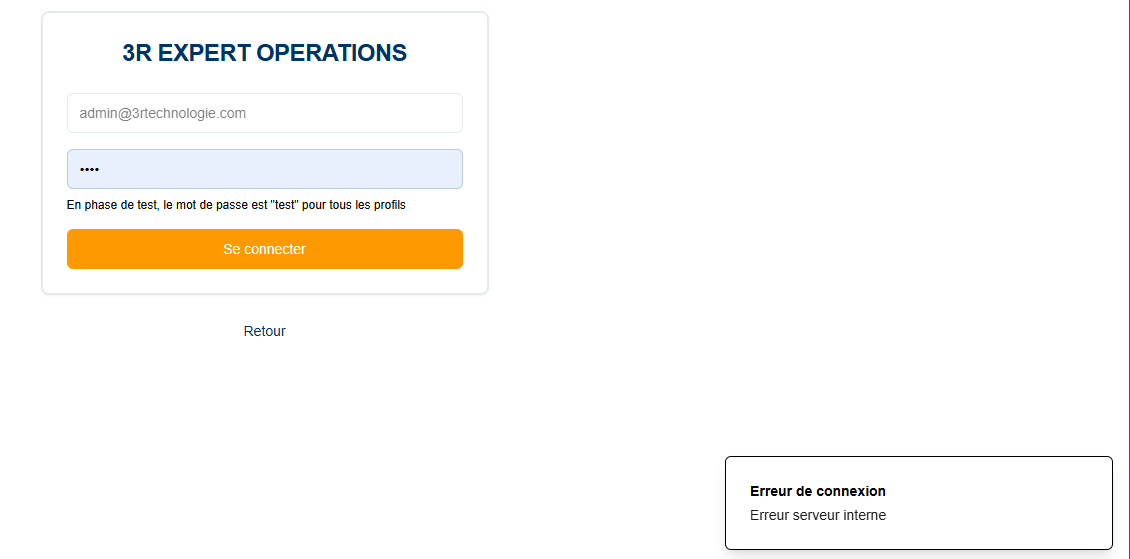 3R EXPERT OPERATIONS
admin@3rtechnologie.com
••••
En phase de test, le mot de passe est "test" pour tous les profils
Se connecter
Retour
Erreur de connexion
Erreur serveur interne